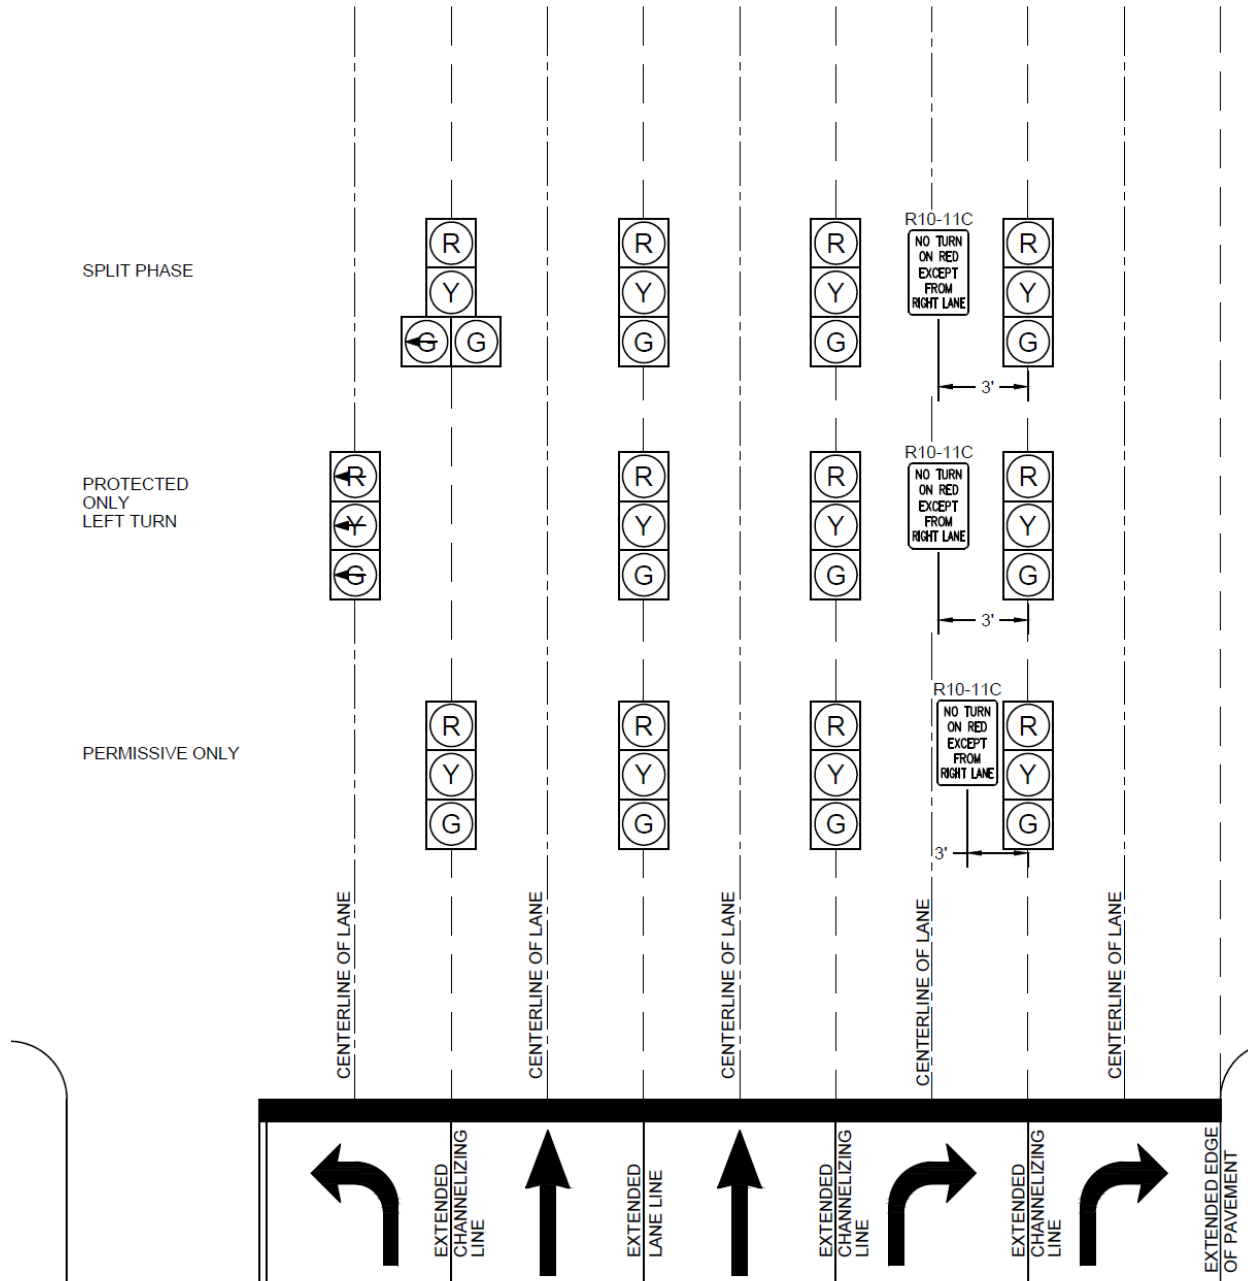 R10-11C
NO TURN
ON RED
EXCEPT
FROM
RIGHT LANE
SPLIT PHASE
R
Y
G
G
R
Y
G
R
Y
G
R
Y
G
3'
R10-11C
NO TURN
ON RED
EXCEPT
FROM
RIGHT LANE
PROTECTED
ONLY
LEFT TURN
R
Y
G
R
Y
G
R
Y
G
R
Y
G
3'
R10-11C
NO TURN
ON RED
EXCEPT
FROM
RIGHT LANE
PERMISSIVE ONLY
R
Y
G
R
Y
G
R
Y
G
R
Y
G
3'
CENTERLINE OF LANE
CENTERLINE OF LANE
CENTERLINE OF LANE
CENTERLINE OF LANE
CENTERLINE OF LANE
EXTENDED
CHANNELIZING
LINE
EXTENDED
LANE LINE
EXTENDED
CHANNELIZING
LINE
EXTENDED
CHANNELIZING
LINE
EXTENDED EDGE
OF PAVEMENT